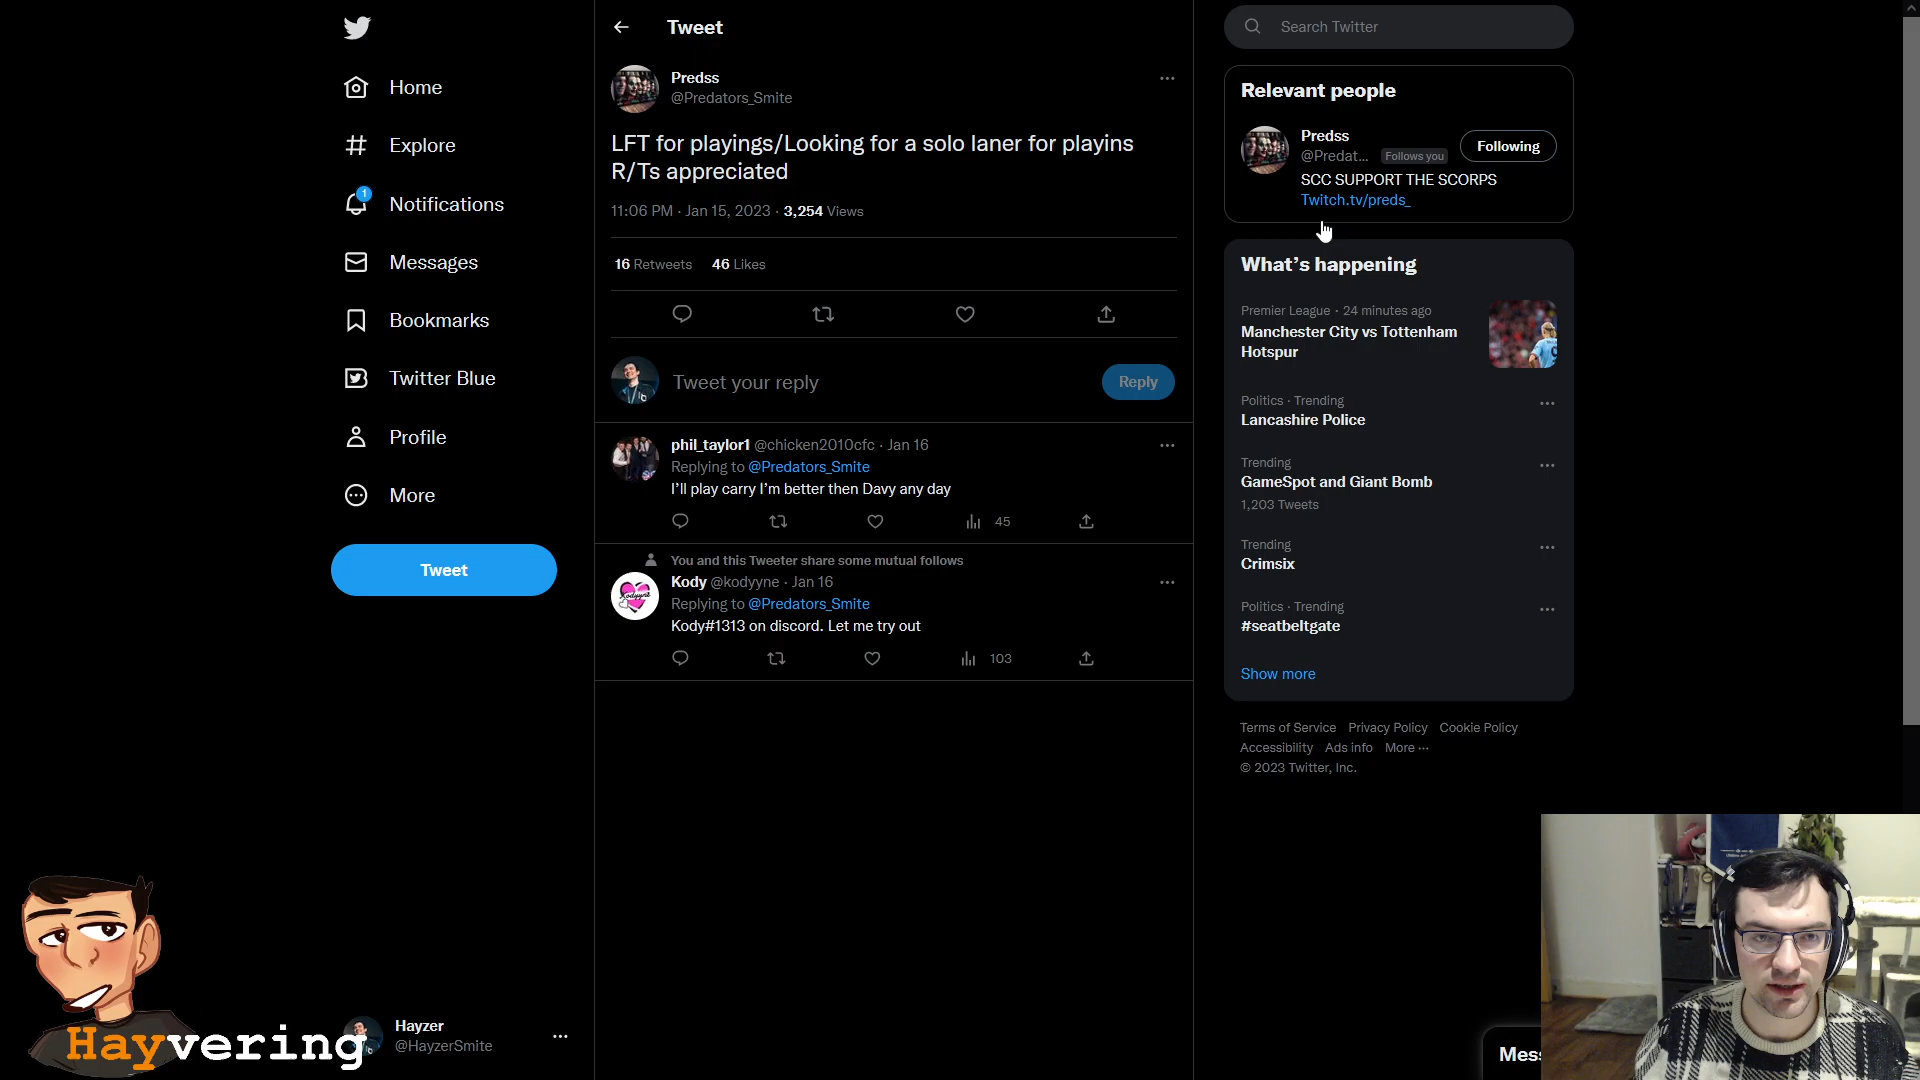 Home
Explore
1
Notifications
Messages
Bookmarks
Twitter Blue
Profile
More
Tweet
Hayzer
@HayzerSmite
Hayvering
Tweet
Predss
@Predators_Smite
LFT for playings/Looking for a solo laner for playins
R/Ts appreciated
11:06 PM · Jan 15, 2023 · 3,254 Views
16 Retweets 46 Likes
Tweet your reply
Reply
phil_taylor1 @chicken2010cfc · Jan 16
Replying to @Predators_Smite
I'll play carry I'm better then Davy any day
45
You and this Tweeter share some mutual follows
Kody @kodyyne · Jan 16
Replying to @Predators_Smite
Kody#1313 on discord. Let me try out
103
Search Twitter
Relevant people
Predss
@Predat... Follows you
Following
SCC SUPPORT THE SCORPS
Twitch.tv/preds_
What's happening
Premier League · 24 minutes ago
Manchester City vs Tottenham
Hotspur
Politics · Trending
Lancashire Police
Trending
GameSpot and Giant Bomb
1,203 Tweets
Trending
Crimsix
Politics · Trending
#seatbeltgate
Show more
Terms of Service Privacy Policy Cookie Policy
Accessibility Ads info More ···
© 2023 Twitter, Inc.
Mess